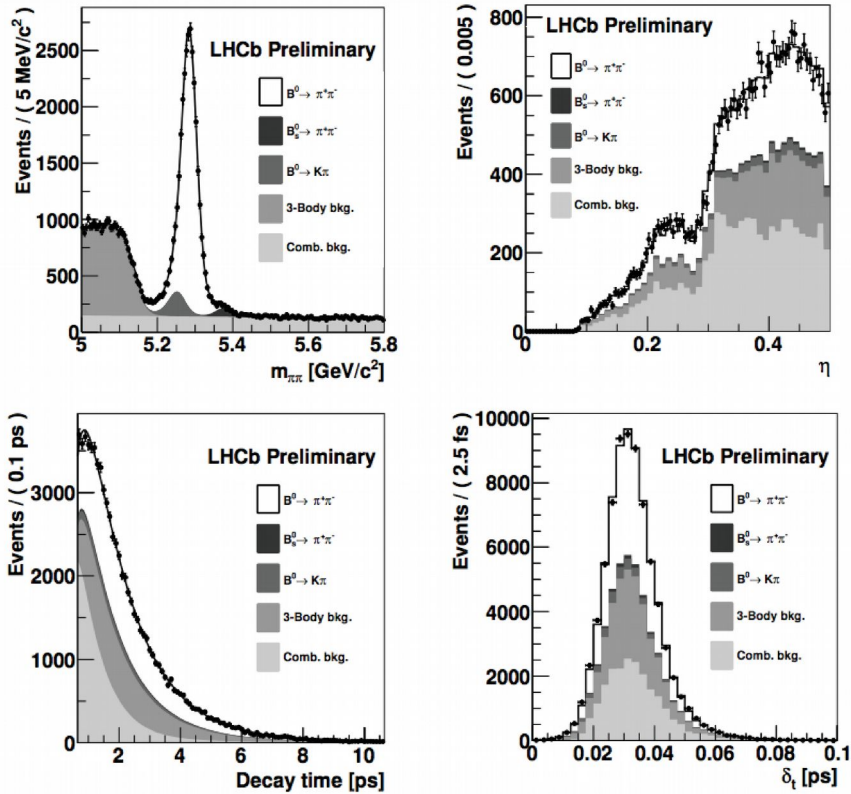 Events / ( 5 MeV/c² )
2500
2000
1500
1000
500
0
LHCb Preliminary
B⁰→ π⁺π⁻
B⁰ₛ→ π⁺π⁻
B⁰→ Kπ
3-Body bkg.
Comb. bkg.
5 5.2 5.4 5.6 5.8
mππ [GeV/c²]
Events / ( 0.005 )
800
600
400
200
0
LHCb Preliminary
B⁰→ π⁺π⁻
B⁰ₛ→ π⁺π⁻
B⁰→ Kπ
3-Body bkg.
Comb. bkg.
0 0.2 0.4
η
Events / ( 0.1 ps )
3000
2000
1000
0
LHCb Preliminary
B⁰→ π⁺π⁻
B⁰ₛ→ π⁺π⁻
B⁰→ Kπ
3-Body bkg.
Comb. bkg.
2 4 6 8 10
Decay time [ps]
Events / ( 2.5 fs )
10000
8000
6000
4000
2000
0
LHCb Preliminary
B⁰→ π⁺π⁻
B⁰ₛ→ π⁺π⁻
B⁰→ Kπ
3-Body bkg.
Comb. bkg.
0 0.02 0.04 0.06 0.08 0.1
δₜ [ps]